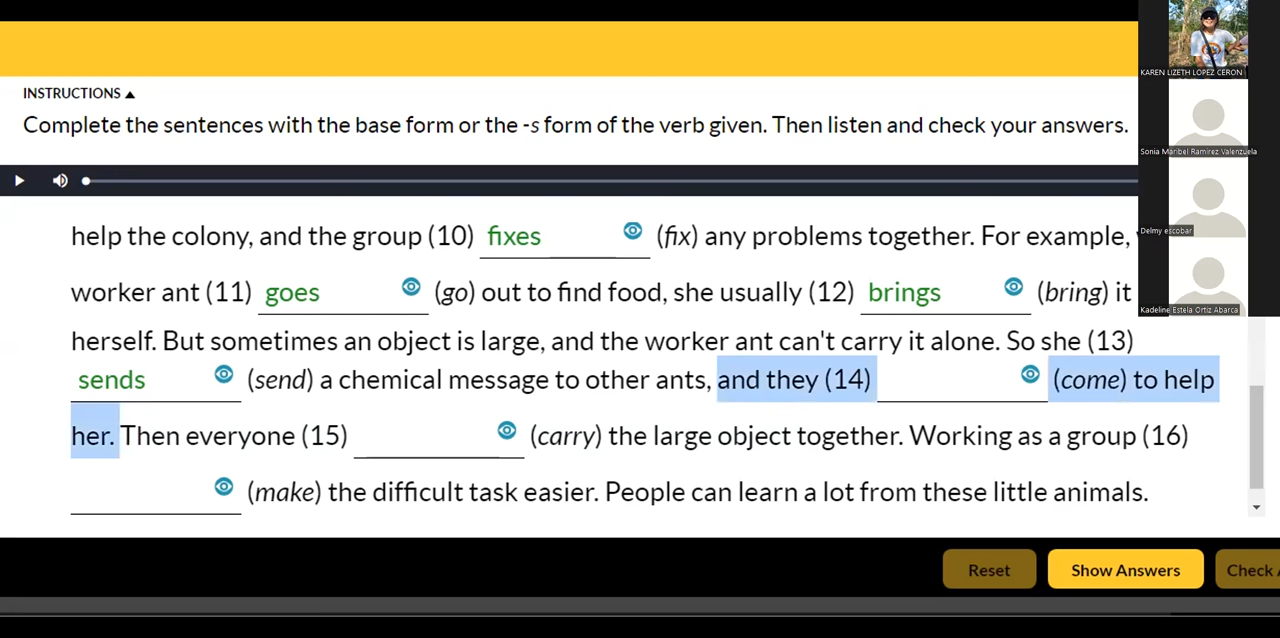 INSTRUCTIONS ▲
Complete the sentences with the base form or the -s form of the verb given. Then listen and check your answers.
help the colony, and the group (10) fixes (fix) any problems together. For example,
worker ant (11) goes (go) out to find food, she usually (12) brings (bring) it
herself. But sometimes an object is large, and the worker ant can't carry it alone. So she (13)
sends (send) a chemical message to other ants, and they (14) (come) to help
her. Then everyone (15) (carry) the large object together. Working as a group (16)
(make) the difficult task easier. People can learn a lot from these little animals.
Reset
Show Answers
Check
KAREN LIZETH LOPEZ CERON
Sonia Maribel Ramirez Valenzuela
Delmy escobar
Kadeline Estela Ortiz Abarca